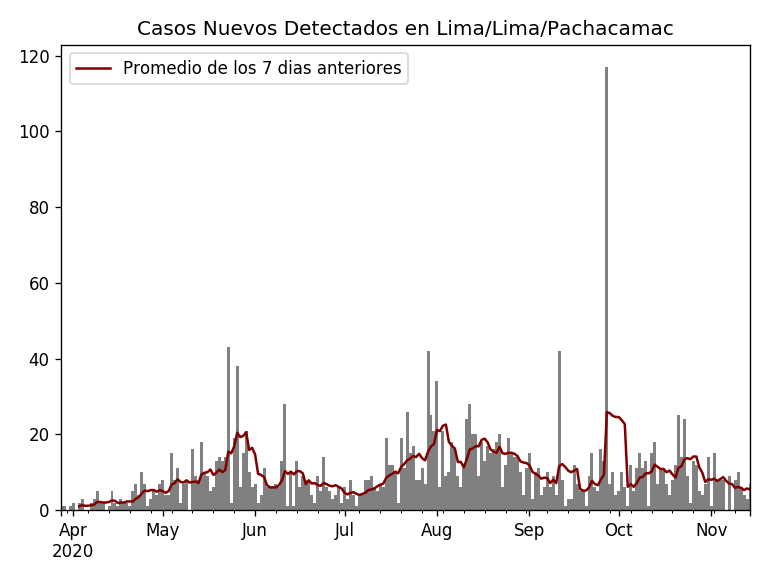 Casos Nuevos Detectados en Lima/Lima/Pachacamac
Promedio de los 7 dias anteriores
120
100
80
60
40
20
0
Apr May Jun Jul Aug Sep Oct Nov
2020